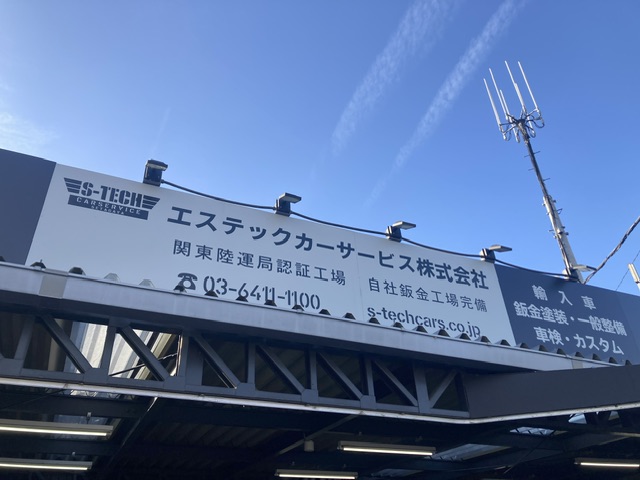 S-TECH
CARSERVICE
エステックカーサービス株式会社
関東陸運局認証工場
自社鈑金工場完備
☎03-6411-1100
s-techcars.co.jp
輸入車
鈑金塗装・一般整備
車検・カスタム